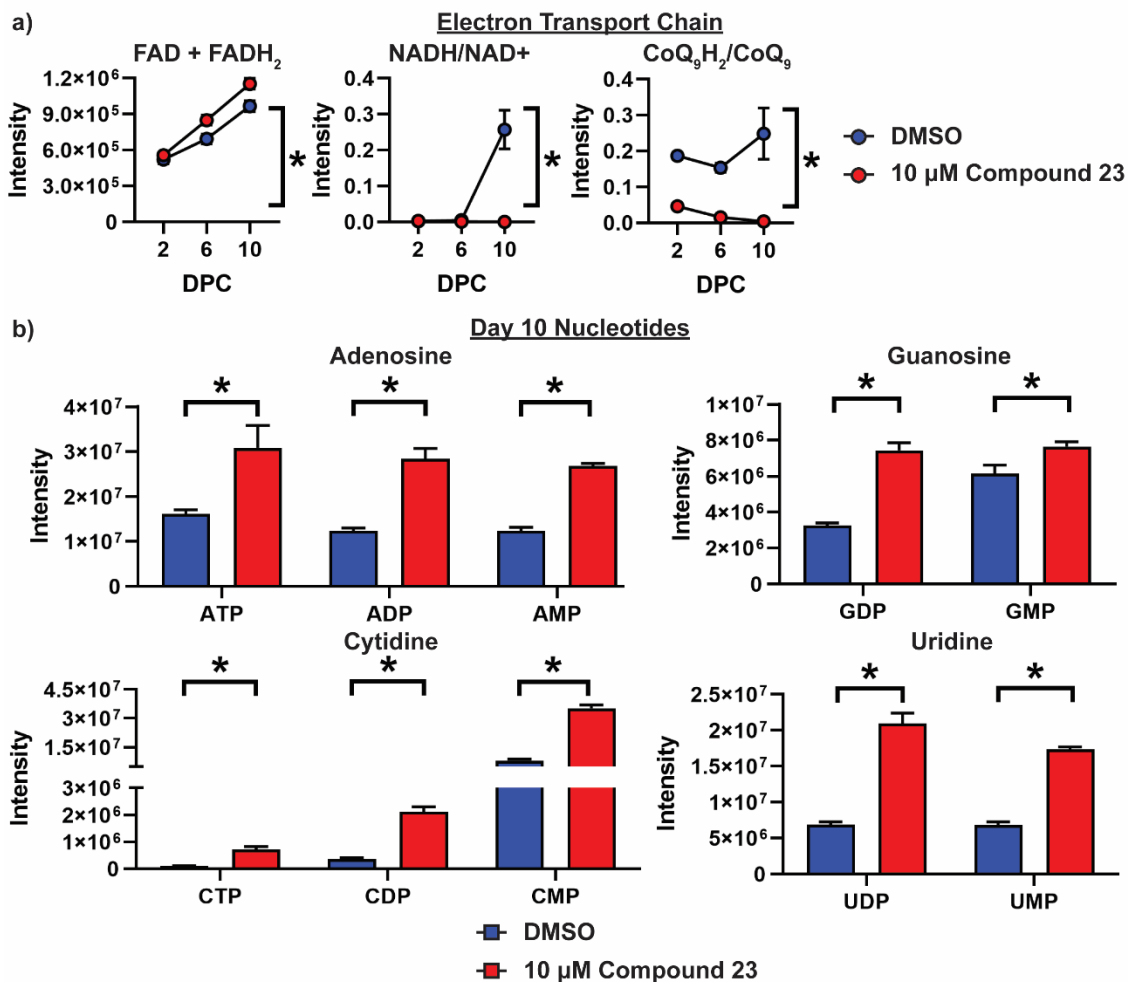 a)
Electron Transport Chain
FAD + FADH2
Intensity
1.2×10^6
9.0×10^5
6.0×10^5
3.0×10^5
0
2 6 10
DPC
*
NADH/NAD+
Intensity
0.4
0.3
0.2
0.1
0.0
2 6 10
DPC
*
CoQ9H2/CoQ9
Intensity
0.4
0.3
0.2
0.1
0.0
2 6 10
DPC
*
DMSO
10 µM Compound 23
b)
Day 10 Nucleotides
Adenosine
Intensity
4×10^7
3×10^7
2×10^7
1×10^7
0
* * *
ATP ADP AMP
Guanosine
Intensity
1×10^7
8×10^6
6×10^6
4×10^6
2×10^6
0
* *
GDP GMP
Cytidine
Intensity
4.5×10^7
3.0×10^7
1.5×10^7
3×10^6
2×10^6
1×10^6
0
* * *
CTP CDP CMP
Uridine
Intensity
2.5×10^7
2×10^7
1.5×10^7
1×10^7
5×10^6
0
* *
UDP UMP
DMSO
10 µM Compound 23